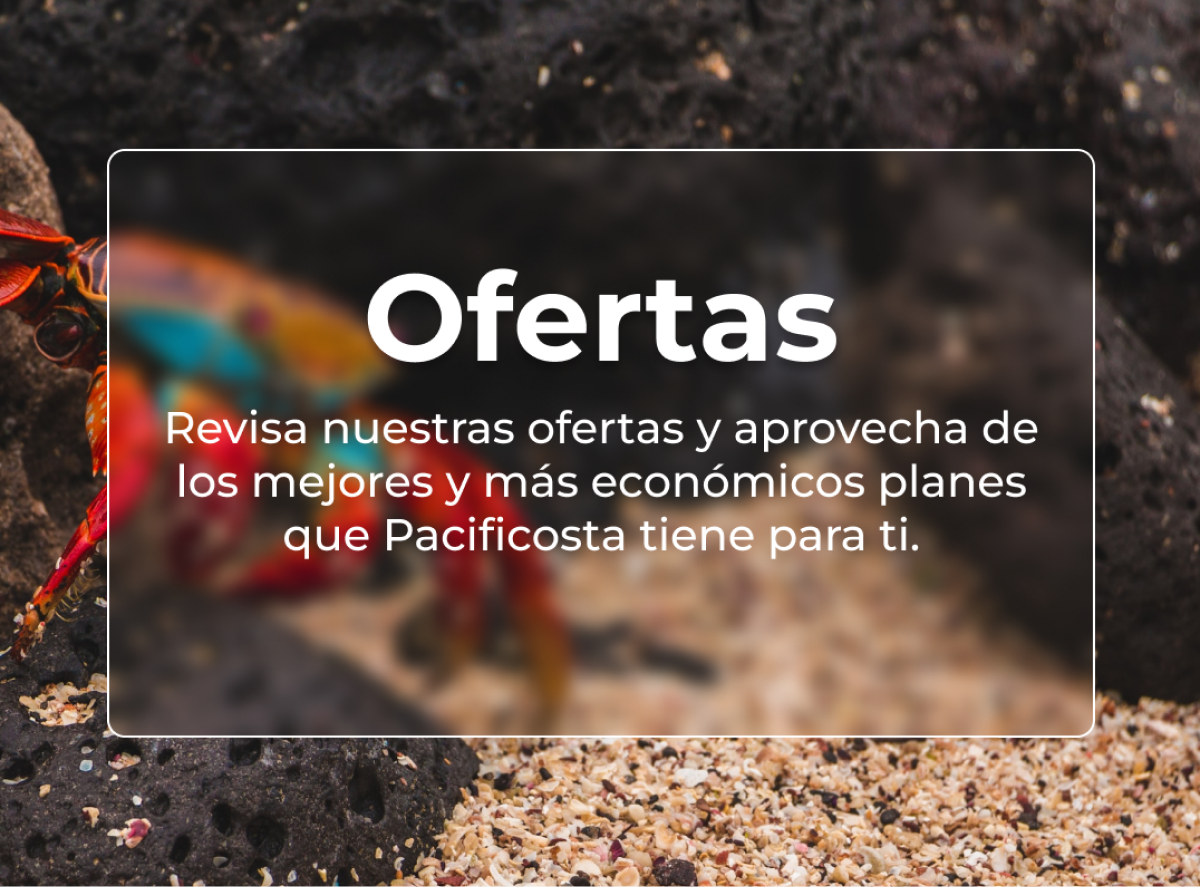 Ofertas
Revisa nuestras ofertas y aprovecha de
los mejores y más económicos planes
que Pacificosta tiene para ti.